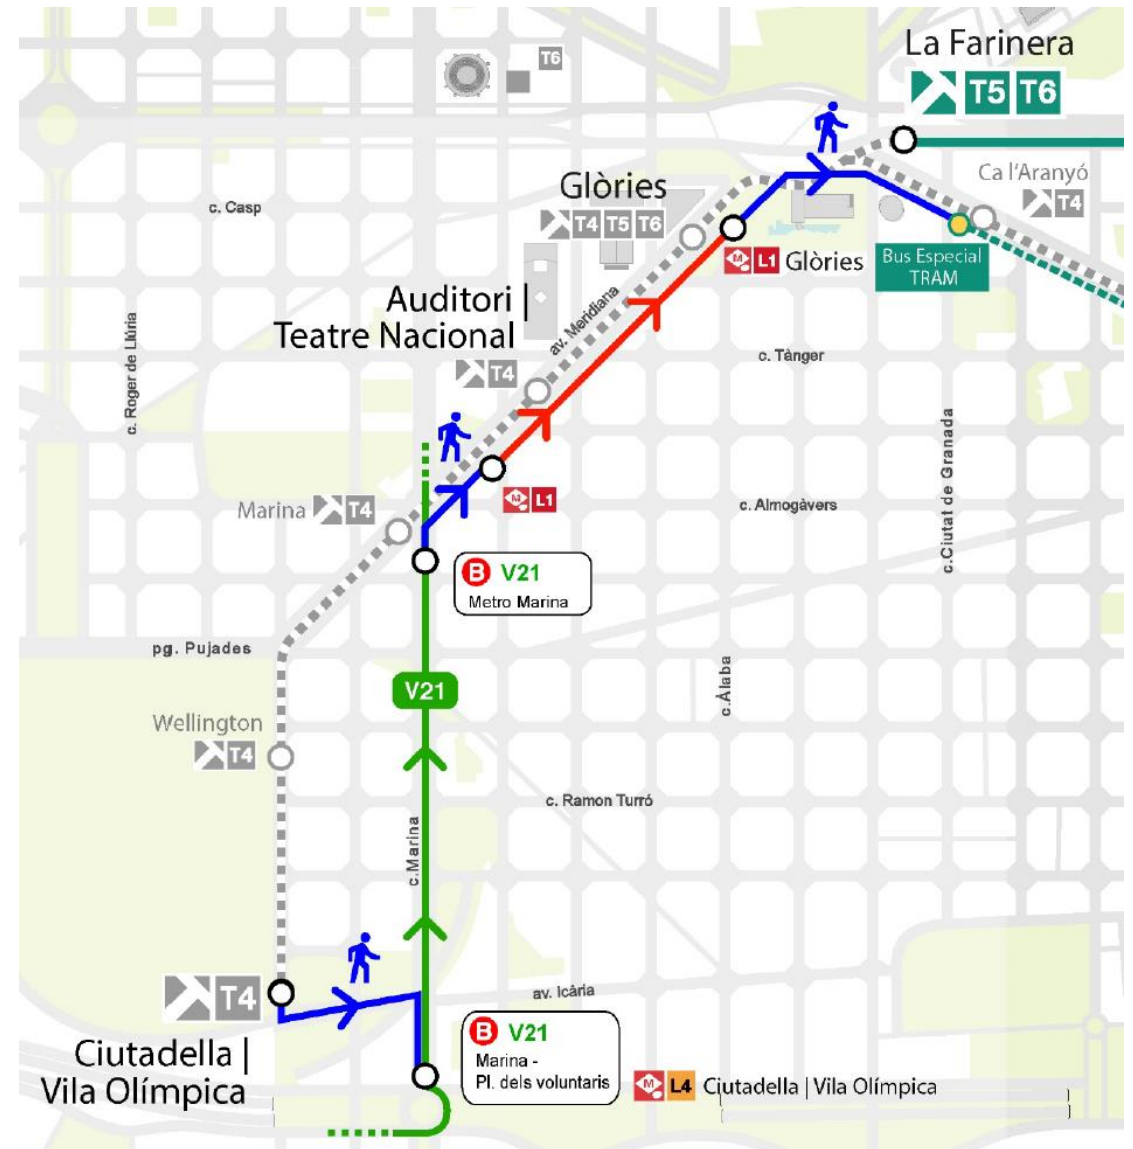 La Farinera
T5 T6
T6
Ca l'Aranyó
T4
Glòries
T4 T5 T6
c. Casp
M L1 Glòries
Bus Especial
TRAM
Auditori |
Teatre Nacional
T4
av. Meridiana
c. Roger de Llúria
c. Tànger
c.Ciutat de Granada
Marina T4
M L1
c. Almogàvers
B V21
Metro Marina
pg. Pujades
V21
c.Àlaba
Wellington
T4
c. Ramon Turró
c.Marina
T4
av. Icària
Ciutadella |
Vila Olímpica
B V21
Marina -
Pl. dels voluntaris
M L4 Ciutadella | Vila Olímpica